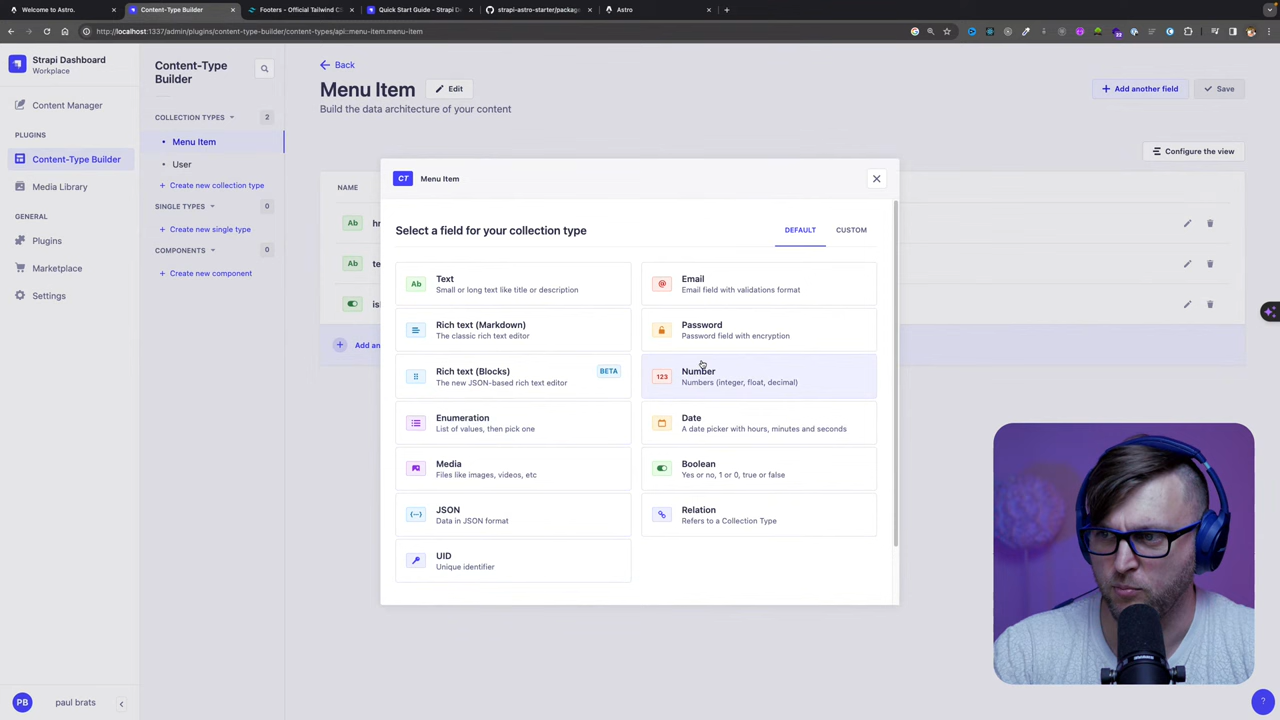 Welcome to Astro.
Content-Type Builder
Footers - Official Tailwind C
Quick Start Guide - Strapi D
strapi-astro-starter/package
Astro
http://localhost:1337/admin/plugins/content-type-builder/content-types/api::menu-item.menu-item
Strapi Dashboard
Workplace
Content Manager
PLUGINS
Content-Type Builder
Media Library
GENERAL
Plugins
Marketplace
Settings
PB
paul brats
Content-Type
Builder
COLLECTION TYPES
2
Menu Item
User
+ Create new collection type
SINGLE TYPES
0
+ Create new single type
COMPONENTS
0
+ Create new component
Back
Menu Item
Edit
Build the data architecture of your content
+ Add another field
Save
Configure the view
NAME
Ab
Ab
CT
Menu Item
Select a field for your collection type
DEFAULT
CUSTOM
Ab
Text
Small or long text like title or description
@
Email
Email field with validations format
Rich text (Markdown)
The classic rich text editor
Password
Password field with encryption
Rich text (Blocks)
The new JSON-based rich text editor
BETA
123
Number
Numbers (integer, float, decimal)
Enumeration
List of values, then pick one
Date
A date picker with hours, minutes and seconds
Media
Files like images, videos, etc
Boolean
Yes or no, 1 or 0, true or false
JSON
Data in JSON format
Relation
Refers to a Collection Type
UID
Unique identifier
?